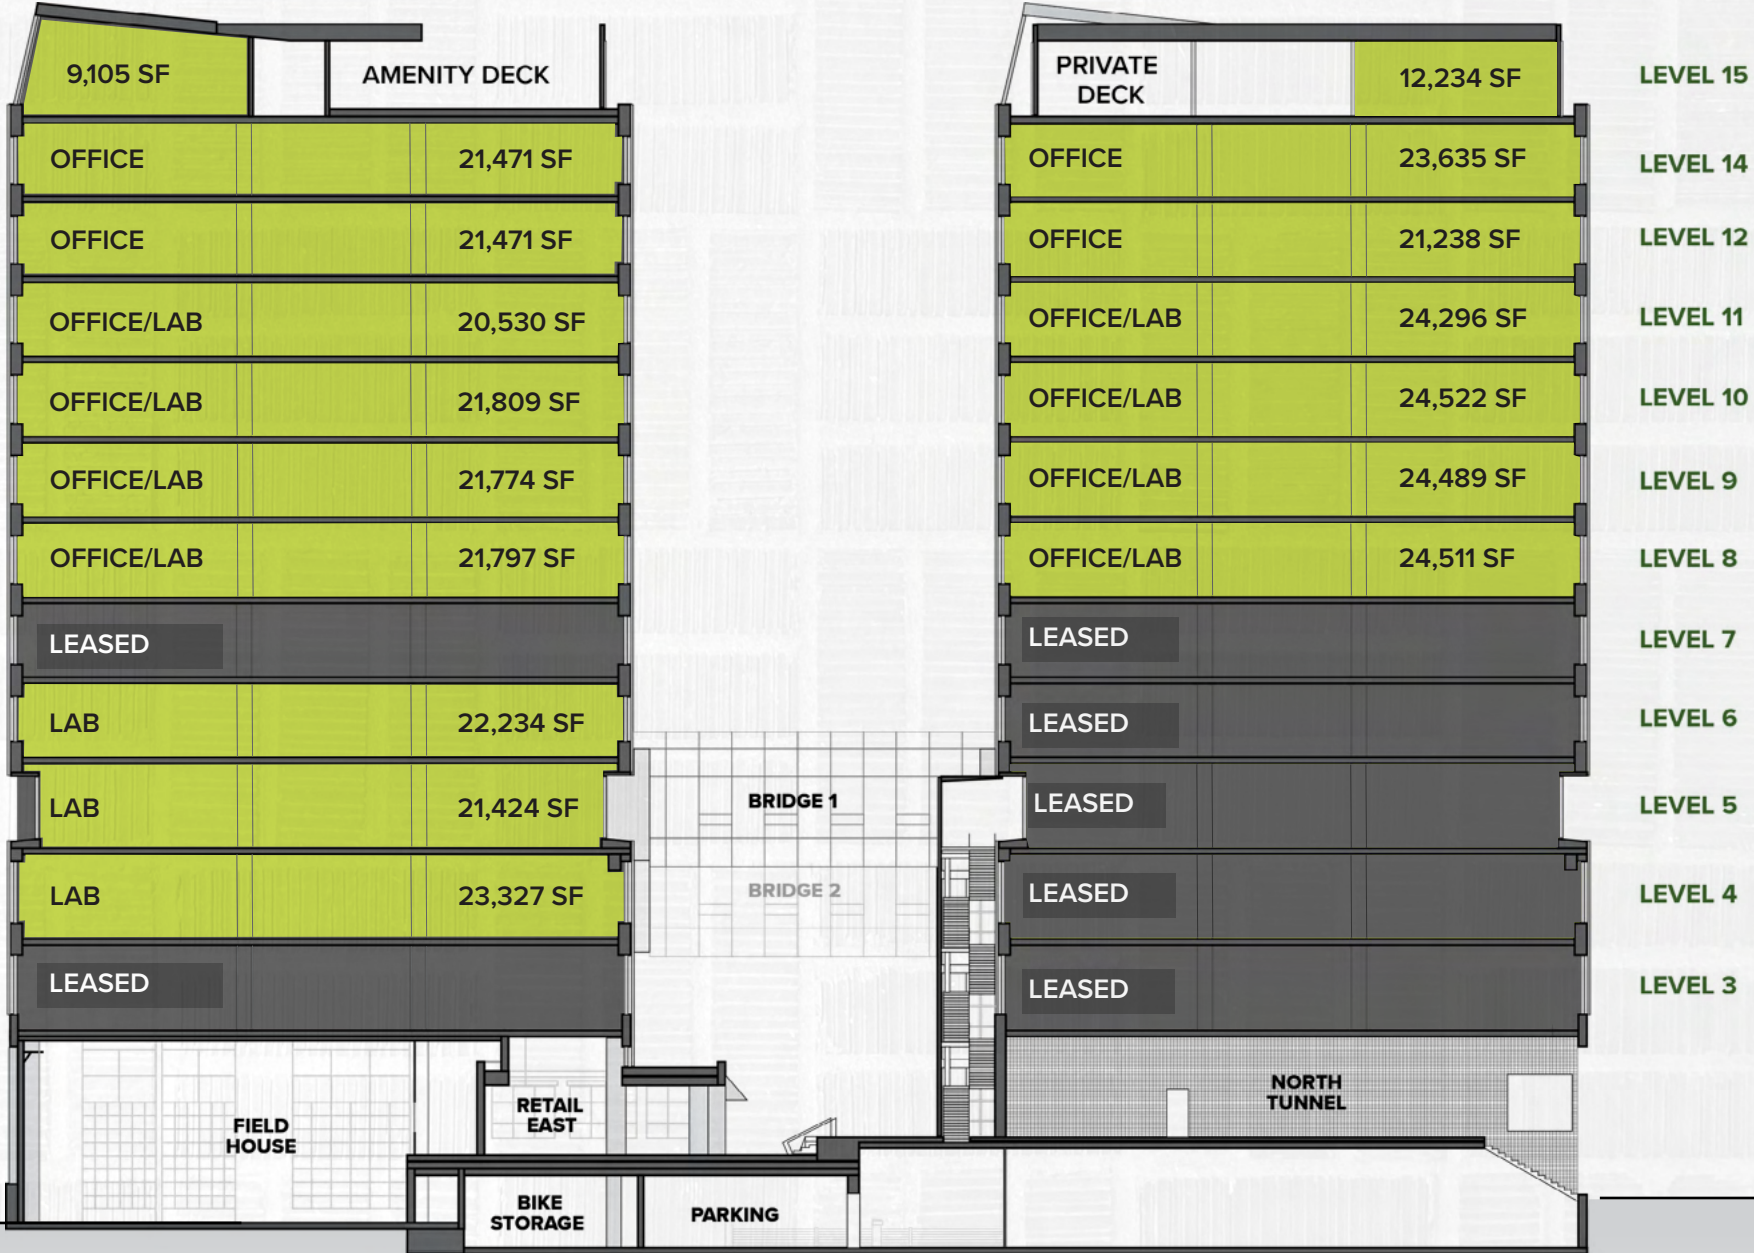 9,105 SF
AMENITY DECK
PRIVATE
DECK
12,234 SF
LEVEL 15
OFFICE 21,471 SF
OFFICE 23,635 SF
LEVEL 14
OFFICE 21,471 SF
OFFICE 21,238 SF
LEVEL 12
OFFICE/LAB 20,530 SF
OFFICE/LAB 24,296 SF
LEVEL 11
OFFICE/LAB 21,809 SF
OFFICE/LAB 24,522 SF
LEVEL 10
OFFICE/LAB 21,774 SF
OFFICE/LAB 24,489 SF
LEVEL 9
OFFICE/LAB 21,797 SF
OFFICE/LAB 24,511 SF
LEVEL 8
LEASED
LEASED
LEVEL 7
LAB 22,234 SF
LEASED
LEVEL 6
LAB 21,424 SF
BRIDGE 1
LEASED
LEVEL 5
LAB 23,327 SF
BRIDGE 2
LEASED
LEVEL 4
LEASED
LEASED
LEVEL 3
FIELD
HOUSE
RETAIL
EAST
NORTH
TUNNEL
BIKE
STORAGE
PARKING